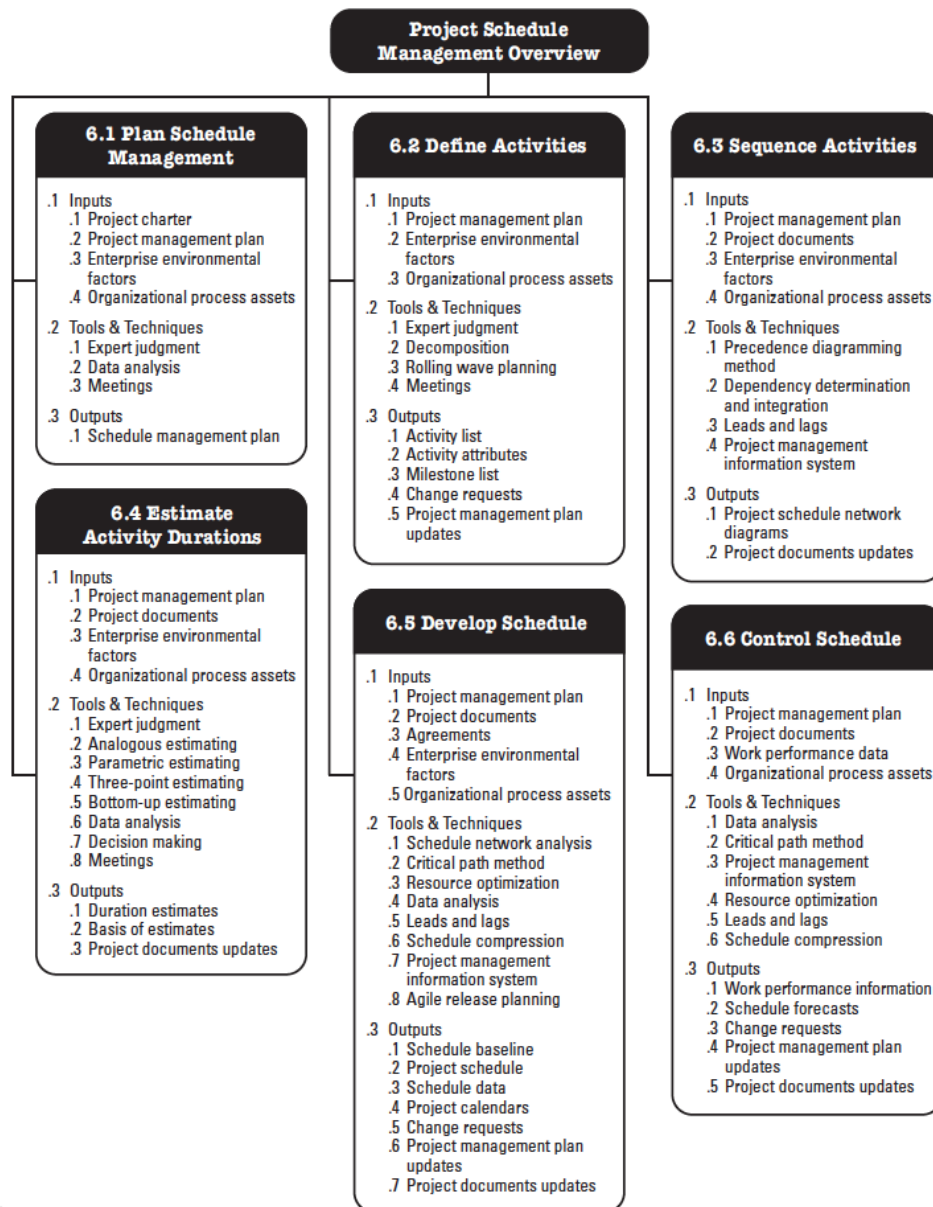 Project Schedule
Management Overview
6.1 Plan Schedule
Management
.1 Inputs
.1 Project charter
.2 Project management plan
.3 Enterprise environmental
factors
.4 Organizational process assets
.2 Tools & Techniques
.1 Expert judgment
.2 Data analysis
.3 Meetings
.3 Outputs
.1 Schedule management plan
6.2 Define Activities
.1 Inputs
.1 Project management plan
.2 Enterprise environmental
factors
.3 Organizational process assets
.2 Tools & Techniques
.1 Expert judgment
.2 Decomposition
.3 Rolling wave planning
.4 Meetings
.3 Outputs
.1 Activity list
.2 Activity attributes
.3 Milestone list
.4 Change requests
.5 Project management plan
updates
6.3 Sequence Activities
.1 Inputs
.1 Project management plan
.2 Project documents
.3 Enterprise environmental
factors
.4 Organizational process assets
.2 Tools & Techniques
.1 Precedence diagramming
method
.2 Dependency determination
and integration
.3 Leads and lags
.4 Project management
information system
.3 Outputs
.1 Project schedule network
diagrams
.2 Project documents updates
6.4 Estimate
Activity Durations
.1 Inputs
.1 Project management plan
.2 Project documents
.3 Enterprise environmental
factors
.4 Organizational process assets
.2 Tools & Techniques
.1 Expert judgment
.2 Analogous estimating
.3 Parametric estimating
.4 Three-point estimating
.5 Bottom-up estimating
.6 Data analysis
.7 Decision making
.8 Meetings
.3 Outputs
.1 Duration estimates
.2 Basis of estimates
.3 Project documents updates
6.5 Develop Schedule
.1 Inputs
.1 Project management plan
.2 Project documents
.3 Agreements
.4 Enterprise environmental
factors
.5 Organizational process assets
.2 Tools & Techniques
.1 Schedule network analysis
.2 Critical path method
.3 Resource optimization
.4 Data analysis
.5 Leads and lags
.6 Schedule compression
.7 Project management
information system
.8 Agile release planning
.3 Outputs
.1 Schedule baseline
.2 Project schedule
.3 Schedule data
.4 Project calendars
.5 Change requests
.6 Project management plan
updates
.7 Project documents updates
6.6 Control Schedule
.1 Inputs
.1 Project management plan
.2 Project documents
.3 Work performance data
.4 Organizational process assets
.2 Tools & Techniques
.1 Data analysis
.2 Critical path method
.3 Project management
information system
.4 Resource optimization
.5 Leads and lags
.6 Schedule compression
.3 Outputs
.1 Work performance information
.2 Schedule forecasts
.3 Change requests
.4 Project management plan
updates
.5 Project documents updates